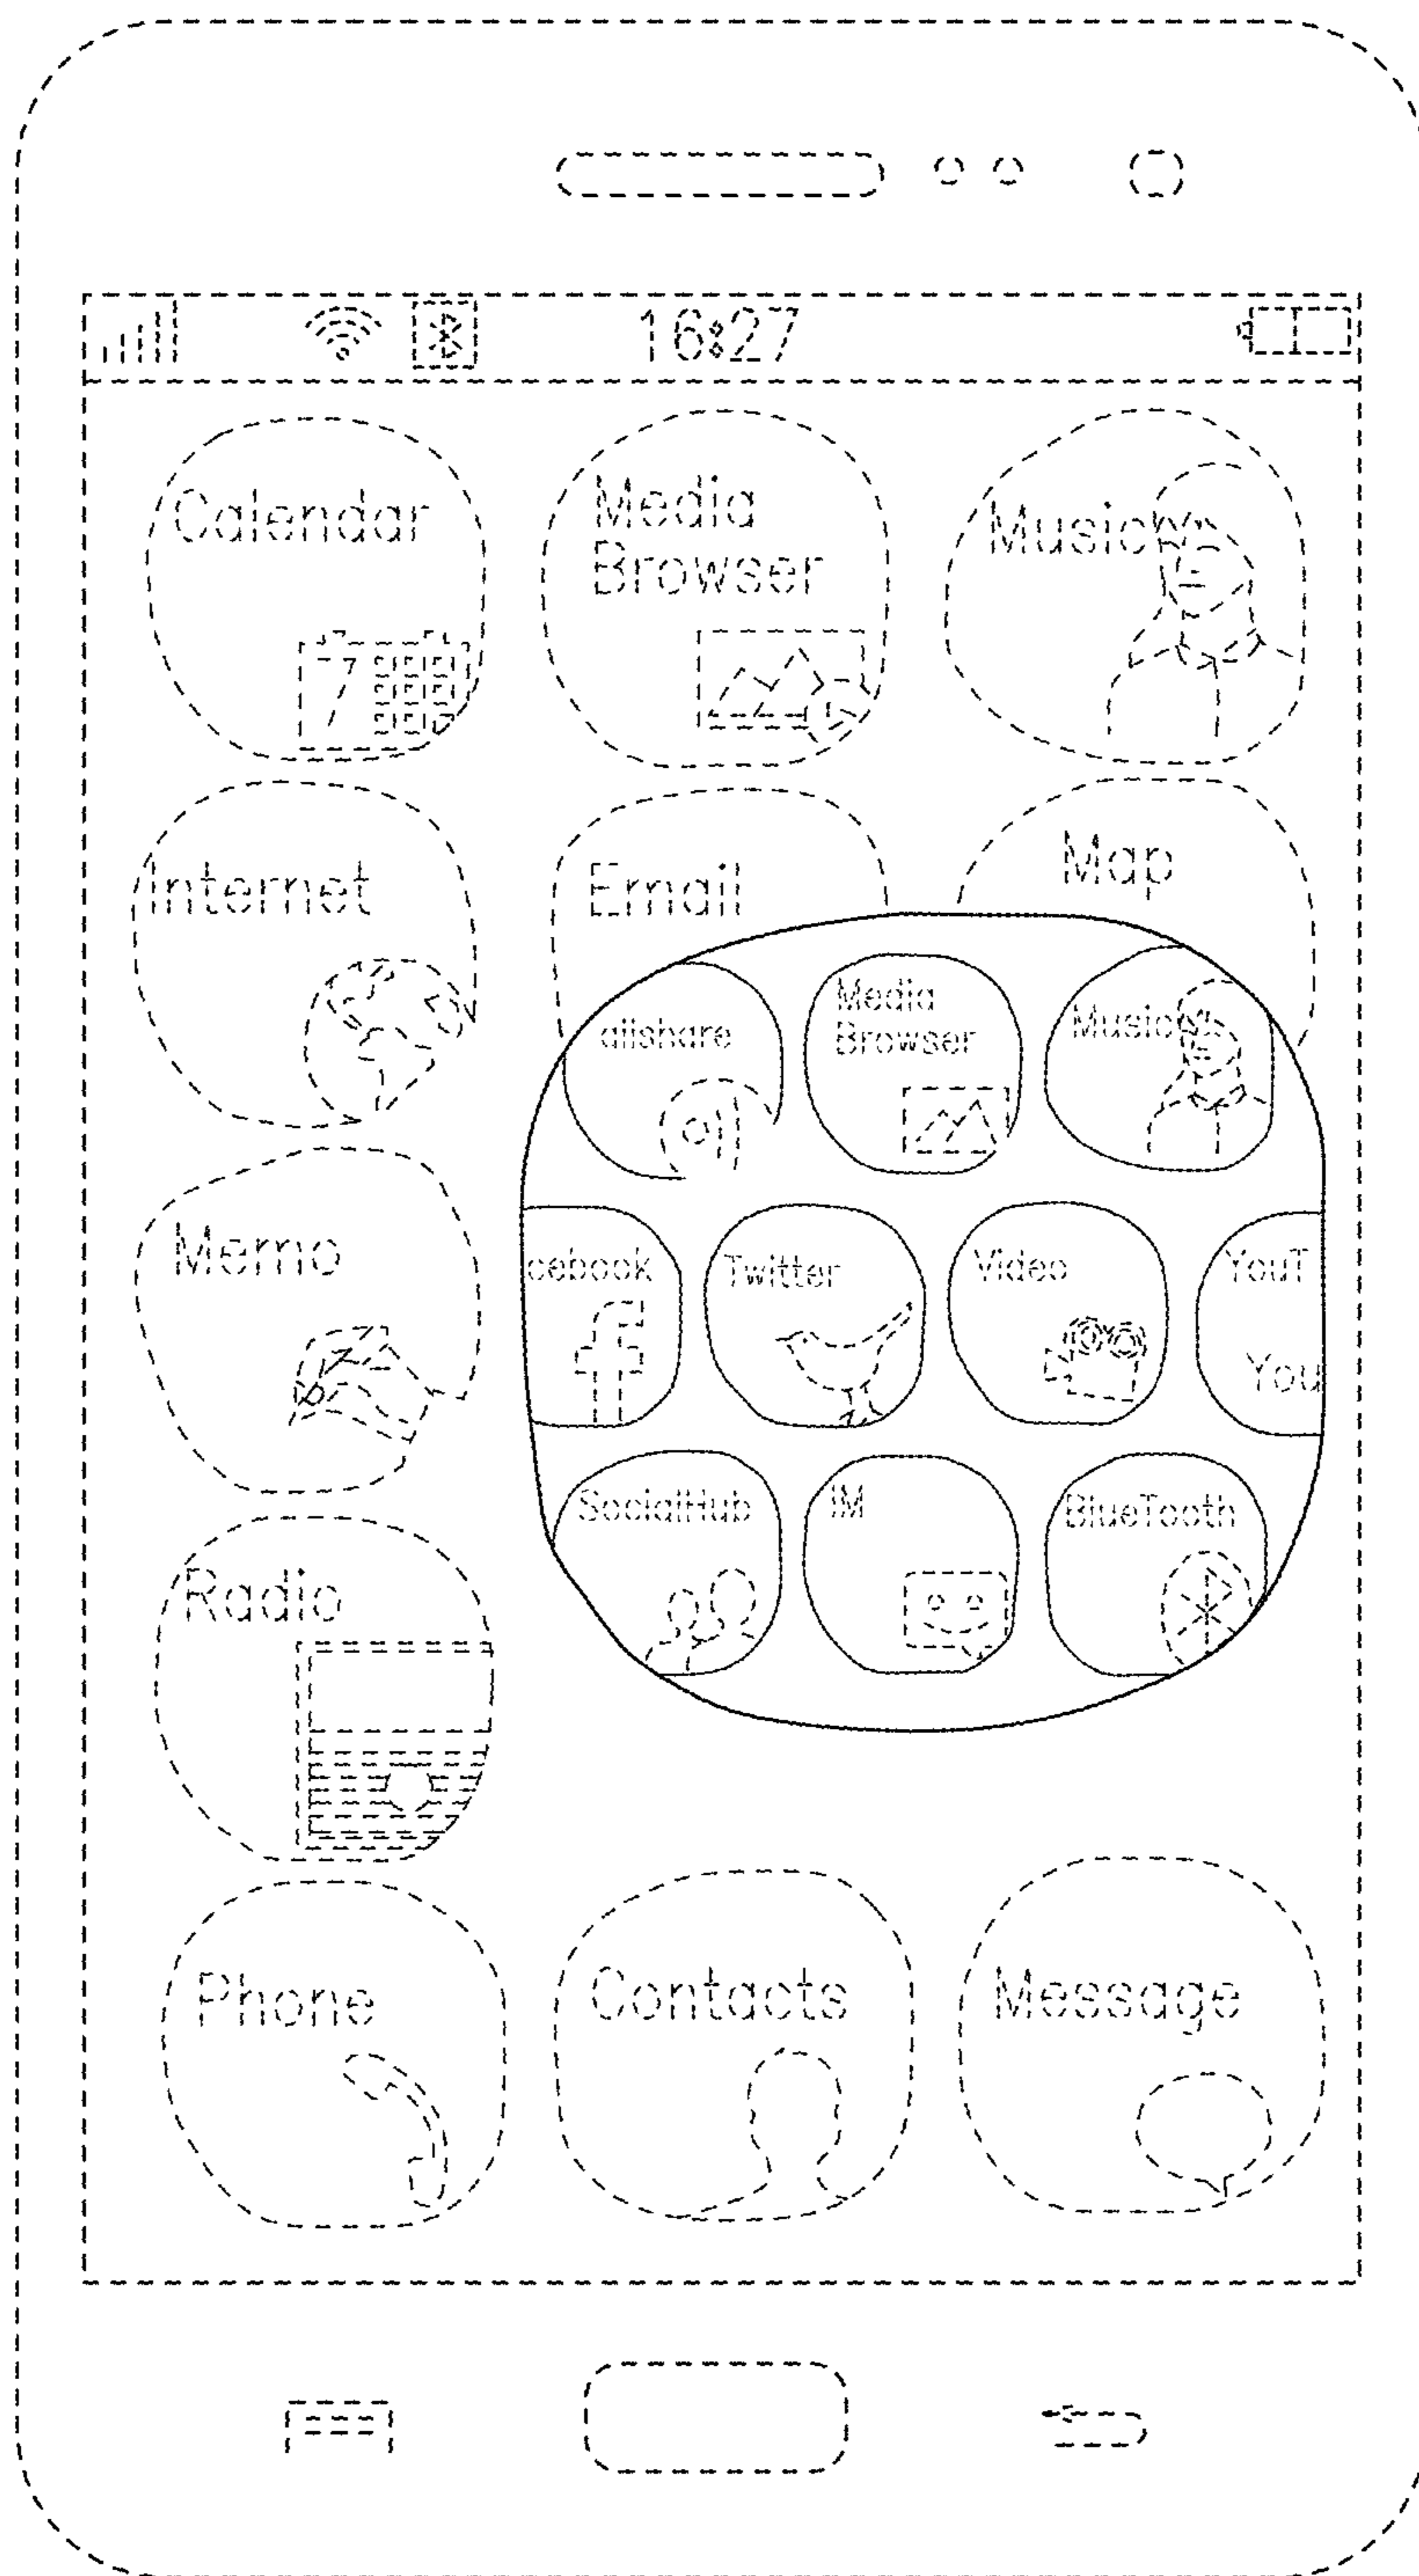 16:27
Calendar
7
Media
Browser
Music
Internet
Email
Map
Memo
Radio
allshare
Media
Browser
Music
cebook
f
Twitter
Video
YouT
You
SocialHub
IM
BlueTooth
Phone
Contacts
Message